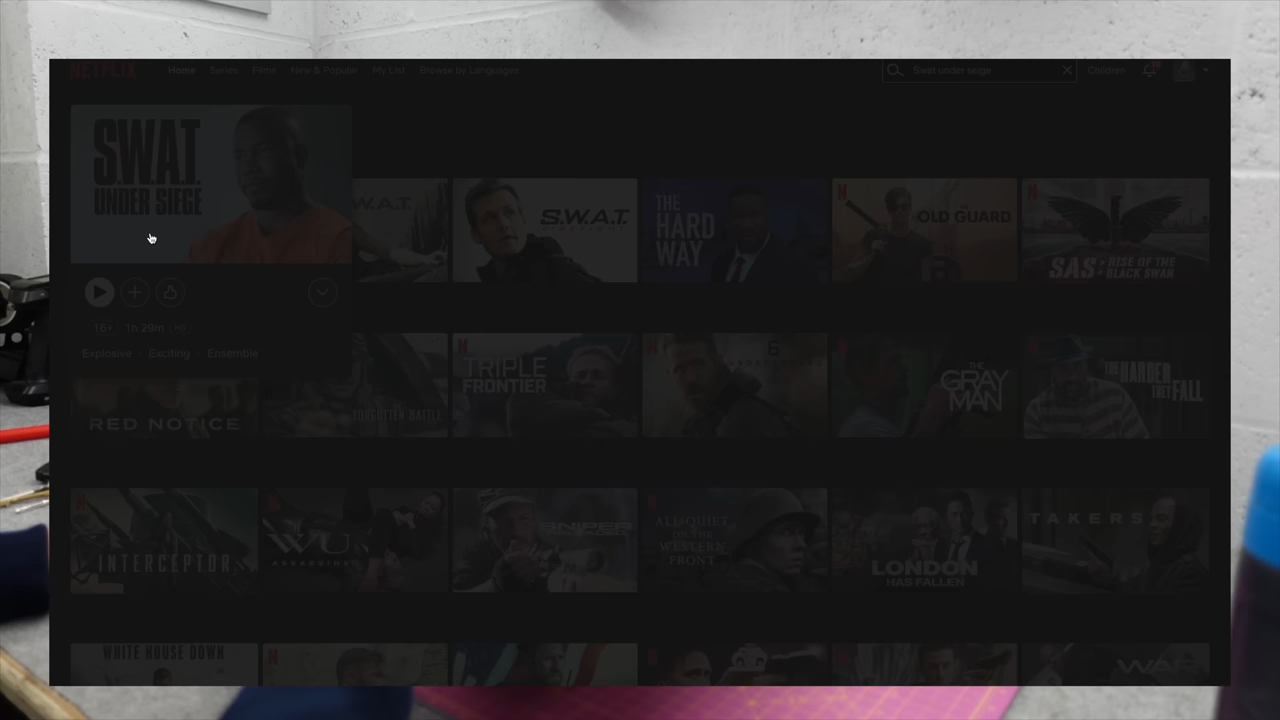 NETFLIX
Home Series Films New & Popular My List Browse by Languages
Swat under seige
Children
S.W.A.T.
UNDER SIEGE
S.W.A.T.
S.W.A.T.
THE HARD WAY
OLD GUARD
SAS: RISE OF THE BLACK SWAN
16+ 1h 29m HD
Explosive Exciting Ensemble
RED NOTICE
FORGOTTEN BATTLE
TRIPLE FRONTIER
6
THE GRAY MAN
THE HARDER THEY FALL
INTERCEPTOR
WU ASSASSINS
SNIPER
ALL QUIET ON THE WESTERN FRONT
LONDON HAS FALLEN
TAKERS
WHITE HOUSE DOWN
WAR